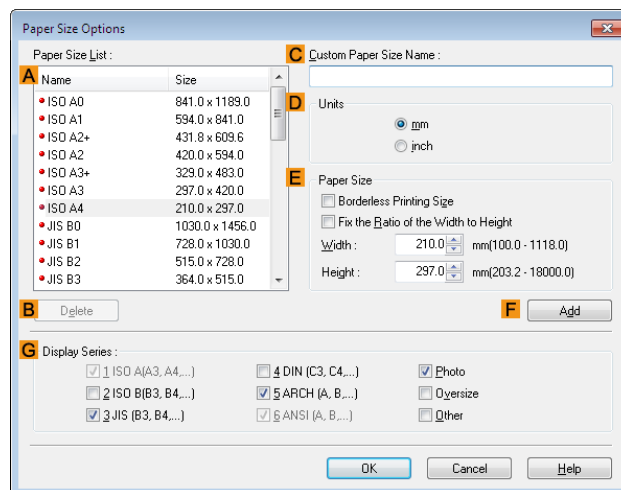 Paper Size Options
Paper Size List :
A
Name Size
ISO A0 841.0 x 1189.0
ISO A1 594.0 x 841.0
ISO A2+ 431.8 x 609.6
ISO A2 420.0 x 594.0
ISO A3+ 329.0 x 483.0
ISO A3 297.0 x 420.0
ISO A4 210.0 x 297.0
JIS B0 1030.0 x 1456.0
JIS B1 728.0 x 1030.0
JIS B2 515.0 x 728.0
JIS B3 364.0 x 515.0
B Delete
C Custom Paper Size Name :
D Units
mm
inch
E Paper Size
Borderless Printing Size
Fix the Ratio of the Width to Height
Width : 210.0 mm(100.0 - 1118.0)
Height : 297.0 mm(203.2 - 18000.0)
F Add
G Display Series :
1 ISO A(A3, A4,...) 4 DIN (C3, C4,...) Photo
2 ISO B(B3, B4,...) 5 ARCH (A, B,...) Oversize
3 JIS (B3, B4,...) 6 ANSI (A, B,...) Other
OK Cancel Help